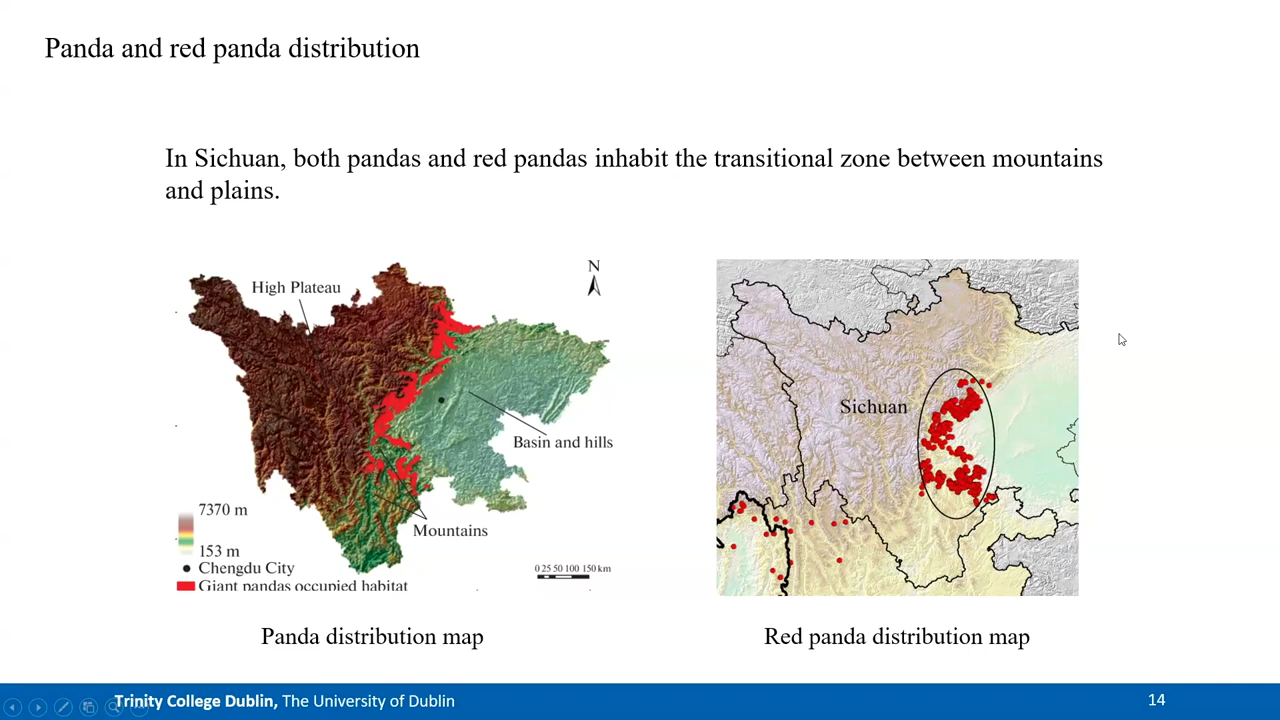 Panda and red panda distribution
In Sichuan, both pandas and red pandas inhabit the transitional zone between mountains
and plains.
High Plateau
N
Basin and hills
Mountains
7370 m
153 m
Chengdu City
Giant pandas occupied habitat
0 25 50 100 150 km
Sichuan
Panda distribution map
Red panda distribution map
Trinity College Dublin, The University of Dublin
14